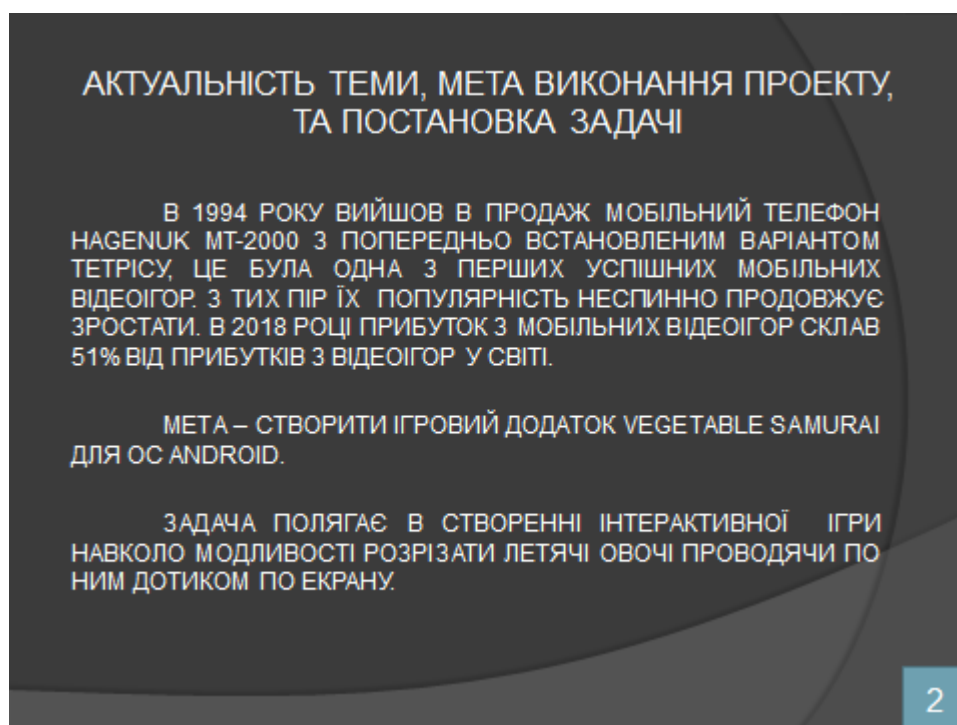 АКТУАЛЬНІСТЬ ТЕМИ, МЕТА ВИКОНАННЯ ПРОЕКТУ,
ТА ПОСТАНОВКА ЗАДАЧІ
В 1994 РОКУ ВИЙШОВ В ПРОДАЖ МОБІЛЬНИЙ ТЕЛЕФОН
HAGENUK MT-2000 З ПОПЕРЕДНЬО ВСТАНОВЛЕНИМ ВАРІАНТОМ
ТЕТРІСУ, ЦЕ БУЛА ОДНА З ПЕРШИХ УСПІШНИХ МОБІЛЬНИХ
ВІДЕОІГОР. З ТИХ ПІР ЇХ ПОПУЛЯРНІСТЬ НЕСПИННО ПРОДОВЖУЄ
ЗРОСТАТИ. В 2018 РОЦІ ПРИБУТОК З МОБІЛЬНИХ ВІДЕОІГОР СКЛАВ
51% ВІД ПРИБУТКІВ З ВІДЕОІГОР У СВІТІ.
МЕТА – СТВОРИТИ ІГРОВИЙ ДОДАТОК VEGETABLE SAMURAI
ДЛЯ ОС ANDROID.
ЗАДАЧА ПОЛЯГАЄ В СТВОРЕННІ ІНТЕРАКТИВНОЇ ІГРИ
НАВКОЛО МОДЛИВОСТІ РОЗРІЗАТИ ЛЕТЯЧІ ОВОЧІ ПРОВОДЯЧИ ПО
НИМ ДОТИКОМ ПО ЕКРАНУ.
2